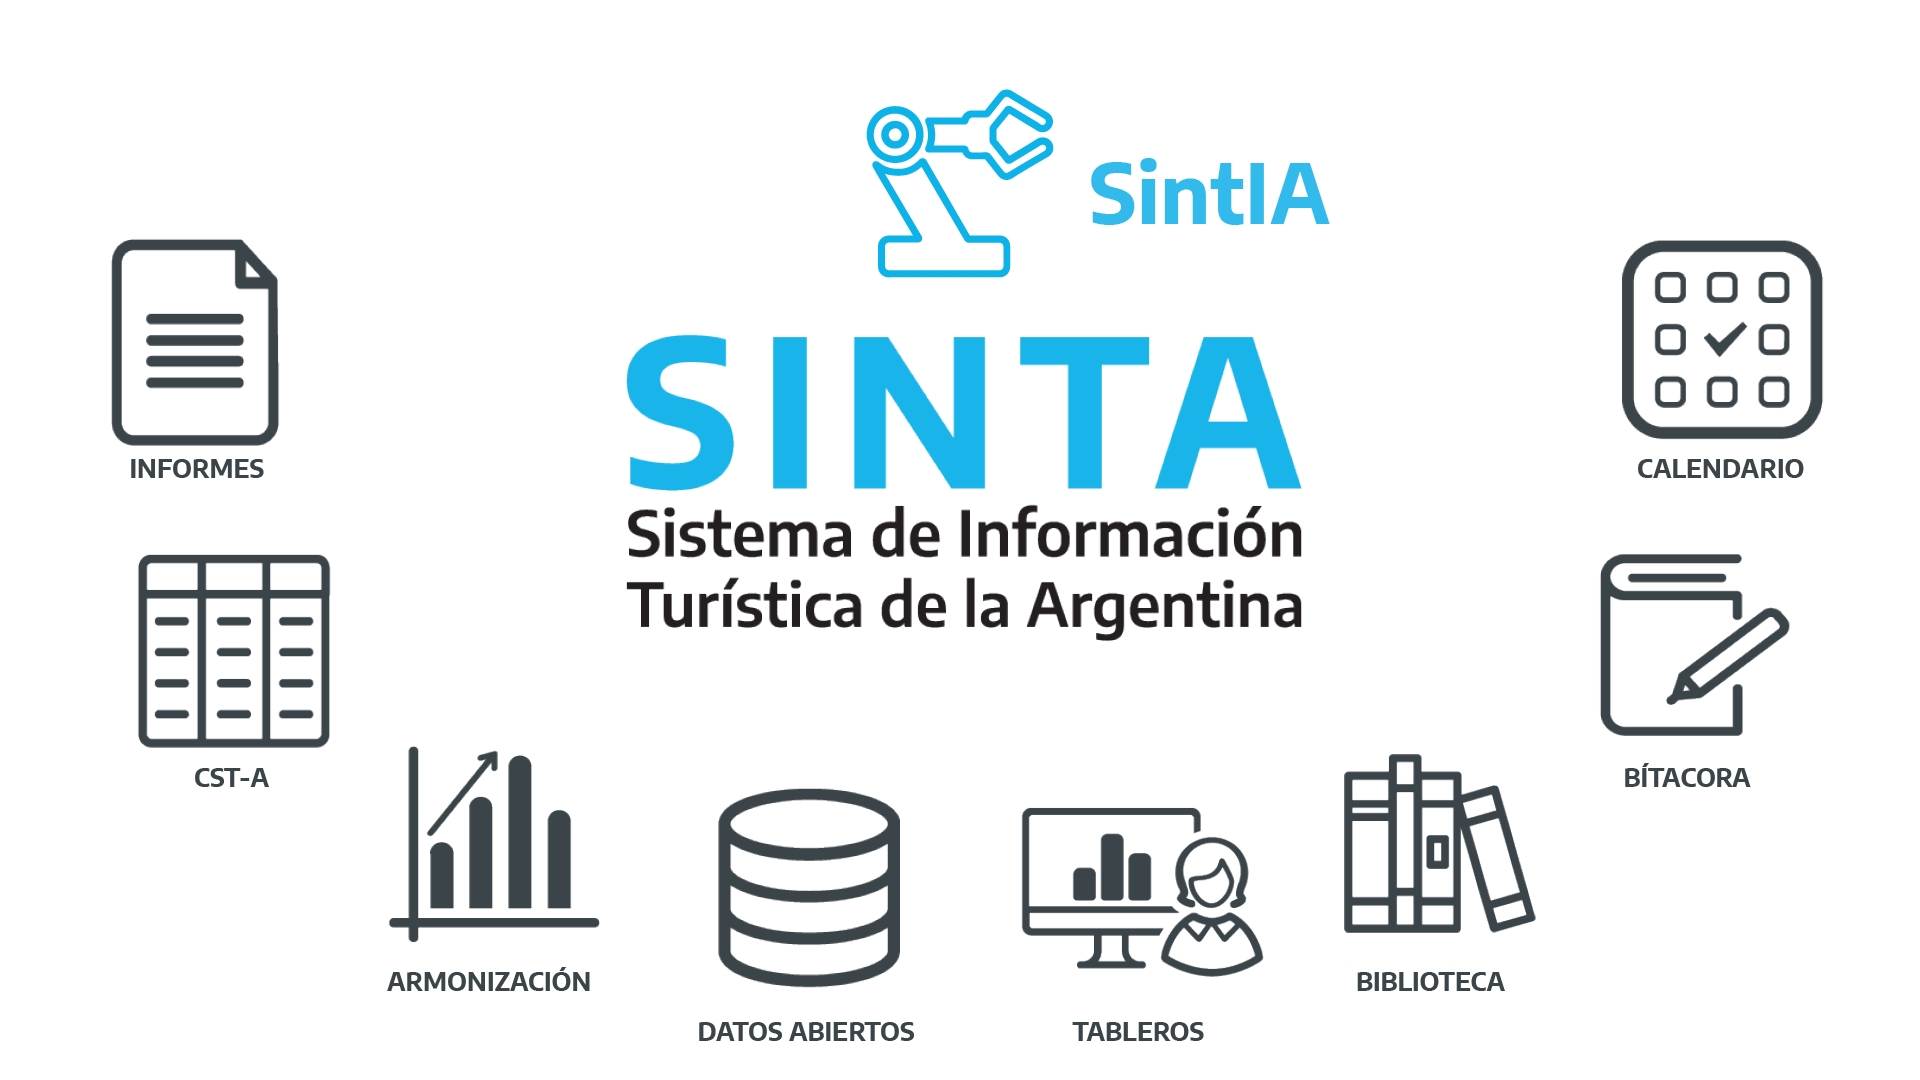 SintIA
SINTA
Sistema de Información
Turística de la Argentina
INFORMES
CALENDARIO
CST-A
BÍTACORA
ARMONIZACIÓN
BIBLIOTECA
DATOS ABIERTOS
TABLEROS